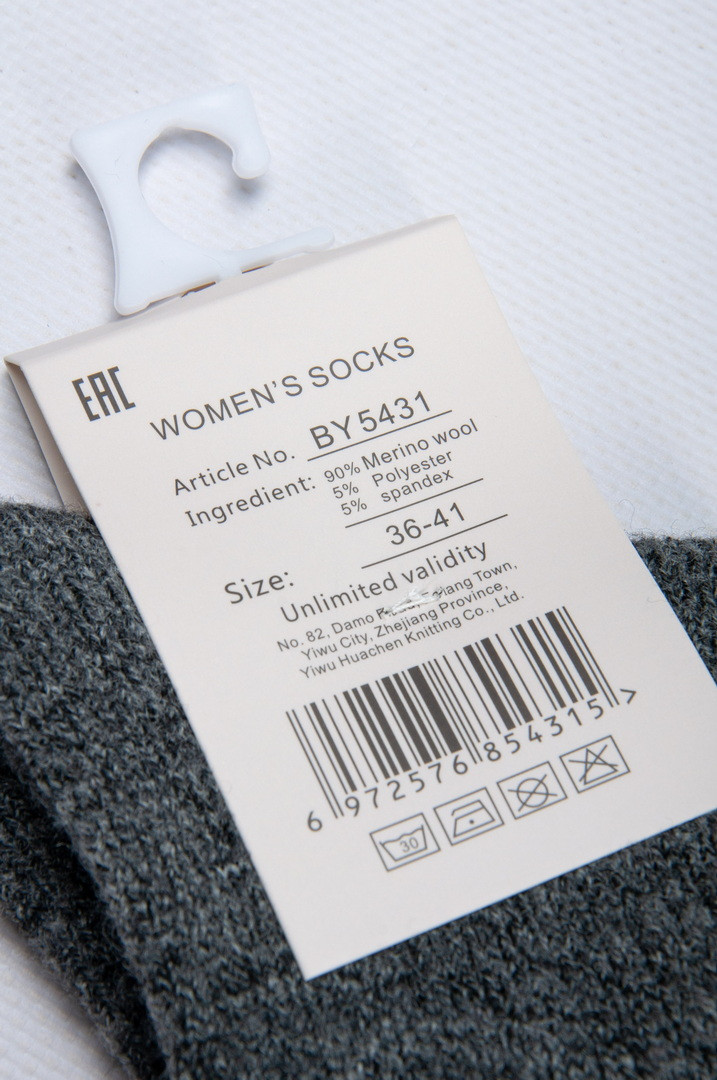 EAC
WOMEN'S SOCKS
Article No. BY5431
Ingredient: 90% Merino wool
5% Polyester
5% spandex
Size: 36-41
Unlimited validity
No. 82, Damo Town,
Yiwu City, Zhejiang Province,
Yiwu Huachen Knitting Co., Ltd.
6 972576 854315 >
30